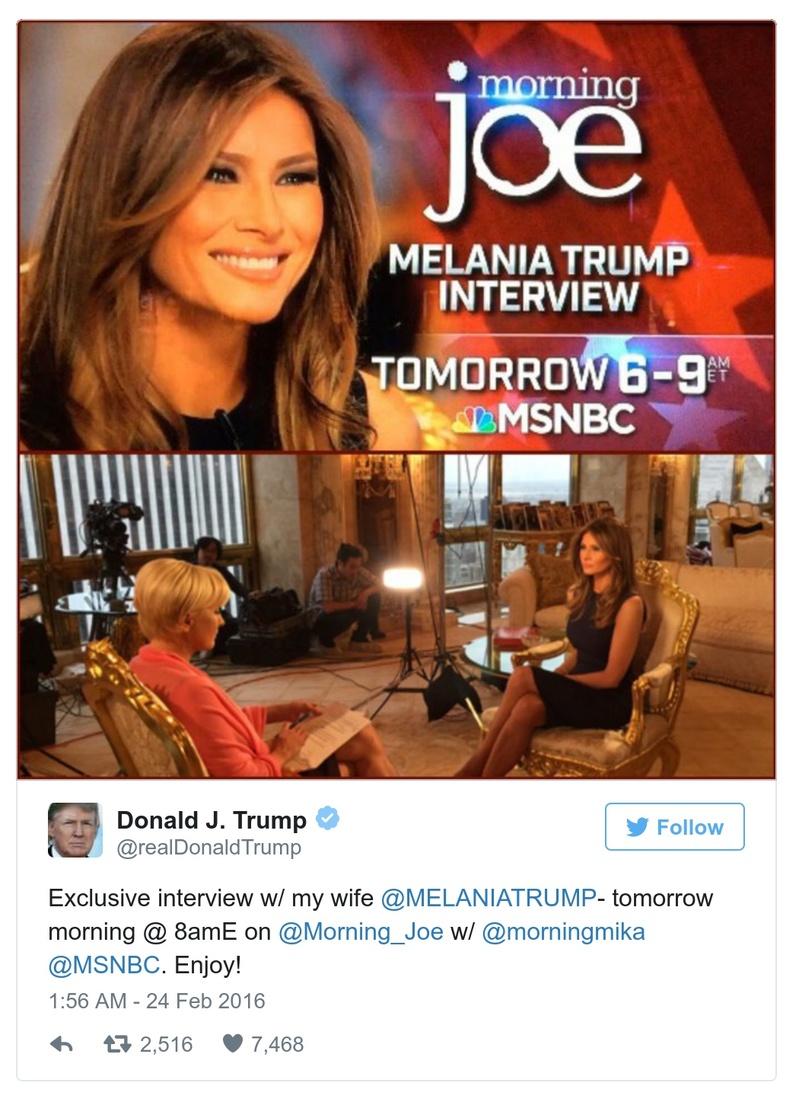 morning
joe
MELANIA TRUMP
INTERVIEW
TOMORROW 6-9 AM ET
MSNBC
Donald J. Trump
@realDonaldTrump
Follow
Exclusive interview w/ my wife @MELANIATRUMP- tomorrow
morning @ 8amE on @Morning_Joe w/ @morningmika
@MSNBC. Enjoy!
1:56 AM - 24 Feb 2016
2,516 7,468